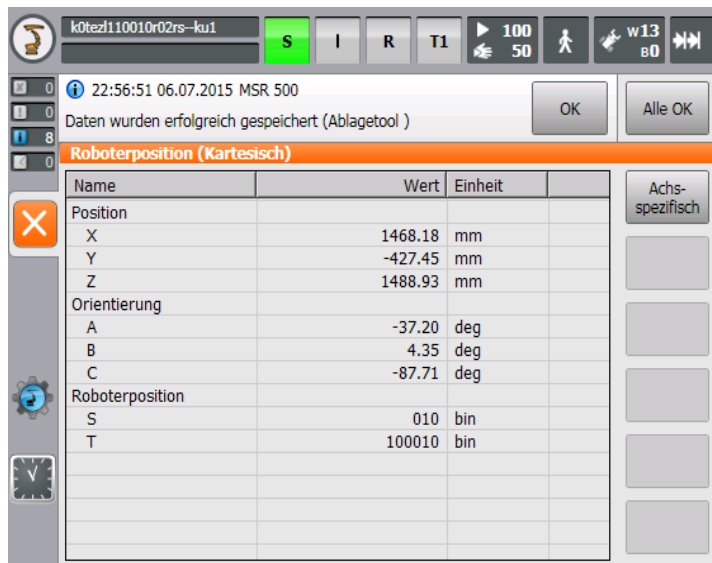 k0tezl110010r02rs--ku1
S I R T1
100
50
W13
B0
0
0
8
0
22:56:51 06.07.2015 MSR 500
Daten wurden erfolgreich gespeichert (Ablagetool )
OK
Alle OK
Roboterposition (Kartesisch)
Name Wert Einheit
Position
X 1468.18 mm
Y -427.45 mm
Z 1488.93 mm
Orientierung
A -37.20 deg
B 4.35 deg
C -87.71 deg
Roboterposition
S 010 bin
T 100010 bin
Achs-
spezifisch